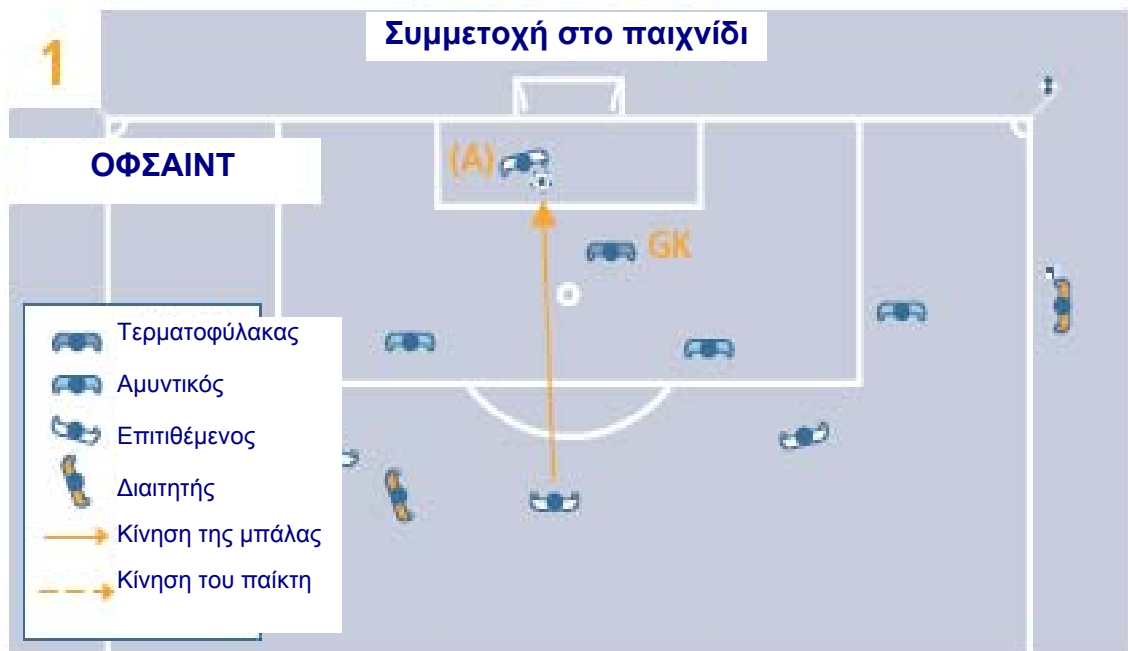 1
Συμμετοχή στο παιχνίδι
ΟΦΣΑΙΝΤ
(A)
GK
Τερματοφύλακας
Αμυντικός
Επιτιθέμενος
Διαιτητής
Κίνηση της μπάλας
Κίνηση του παίκτη